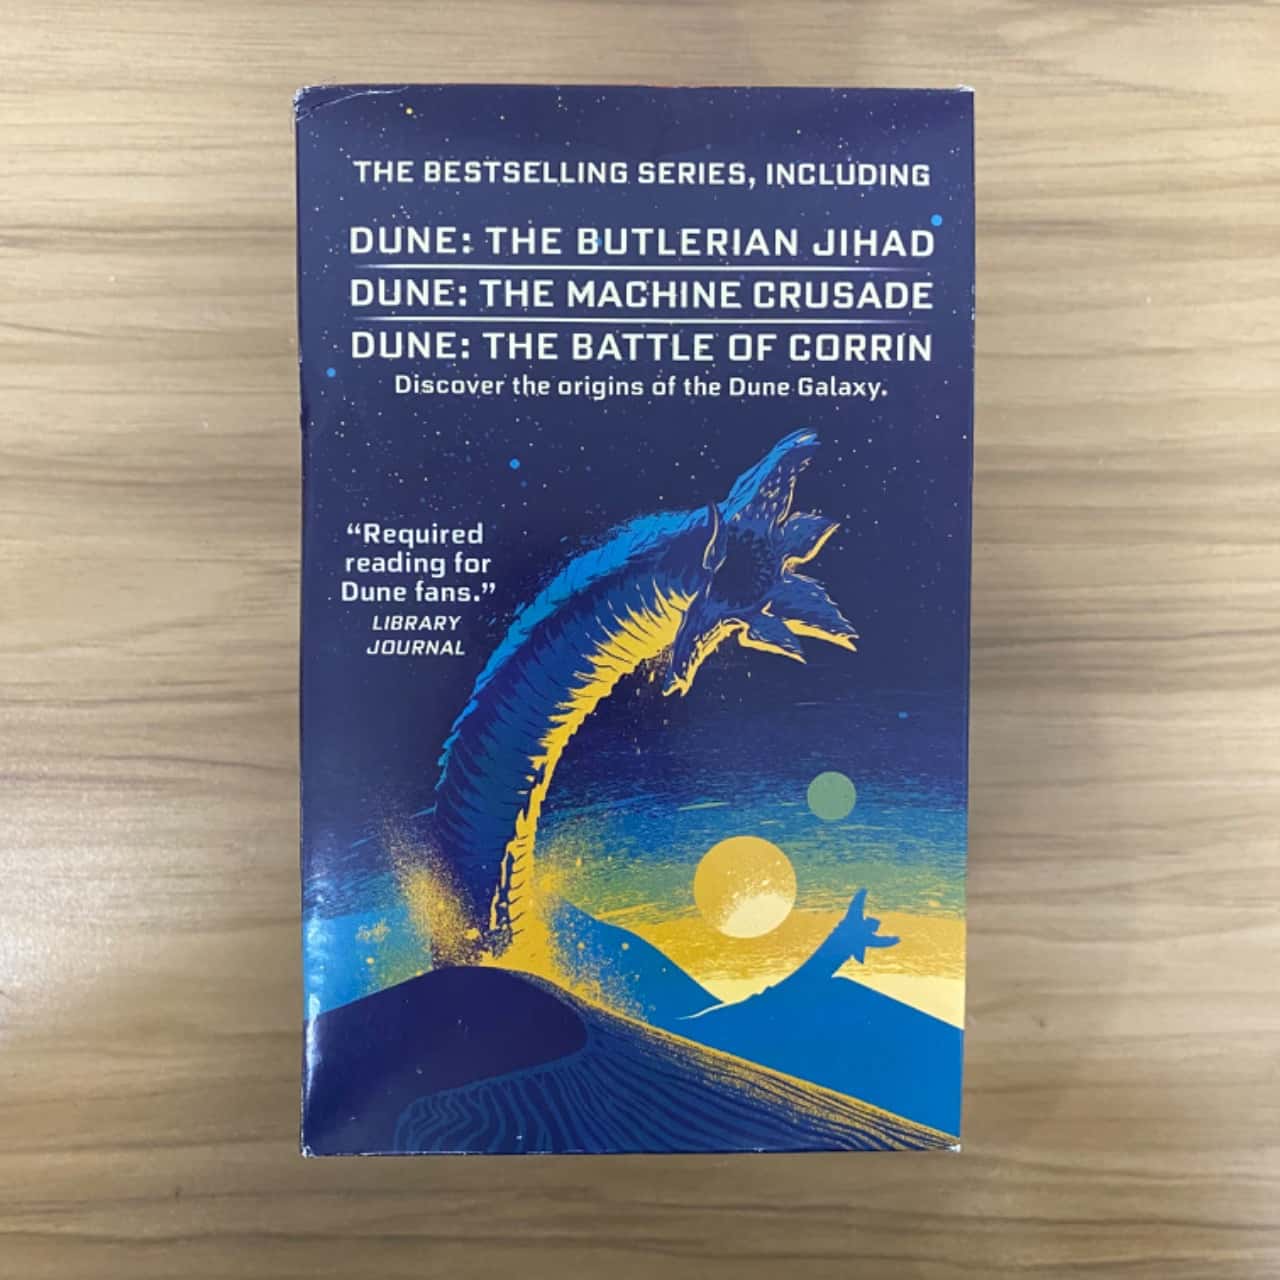 THE BESTSELLING SERIES, INCLUDING
DUNE: THE BUTLERIAN JIHAD
DUNE: THE MACHINE CRUSADE
DUNE: THE BATTLE OF CORRIN
Discover the origins of the Dune Galaxy.
“Required
reading for
Dune fans.”
LIBRARY
JOURNAL